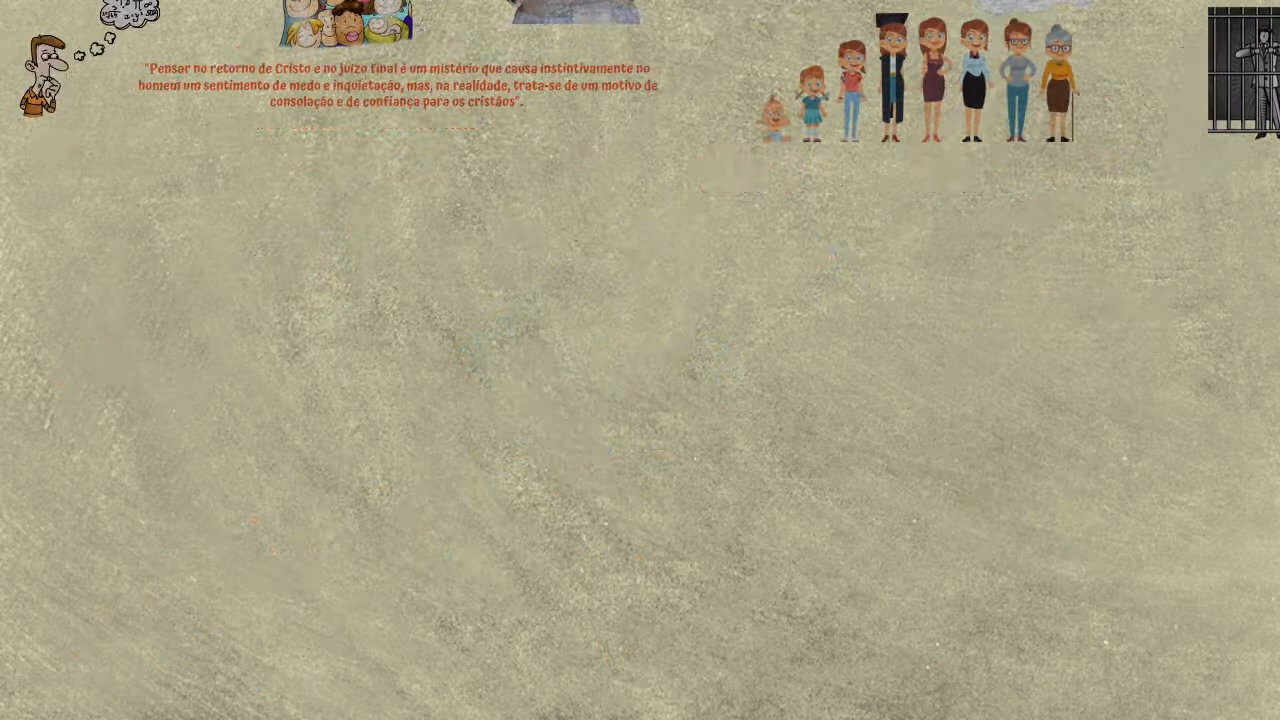 "Pensar no retorno de Cristo e no juízo final é um mistério que causa instintivamente no
homem um sentimento de medo e inquietação, mas, na realidade, trata-se de um motivo de
consolação e de confiança para os cristãos".